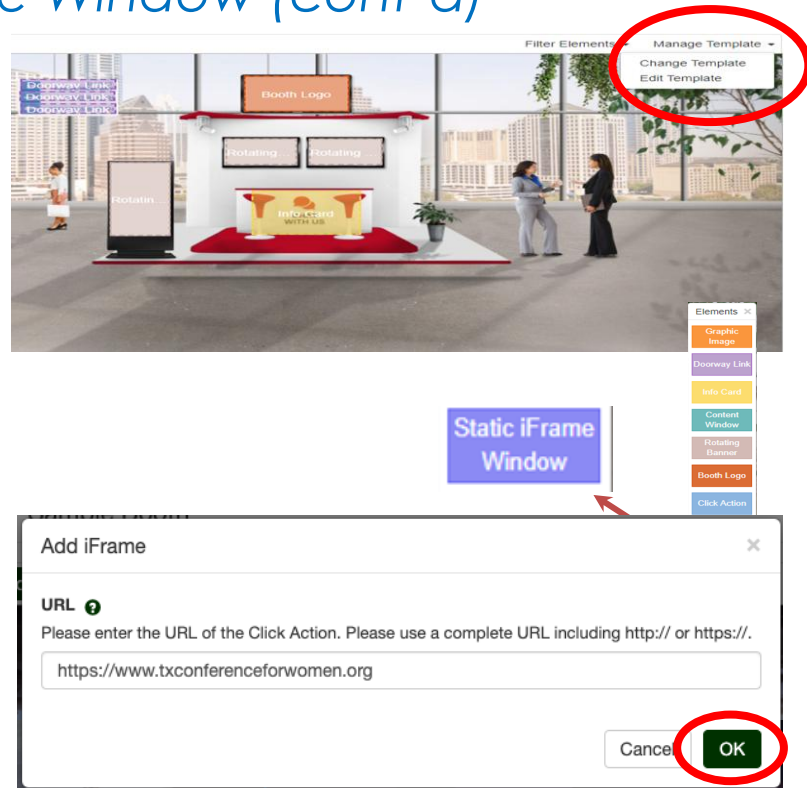 Window (cont'd)
Filter Elements Manage Template
Change Template
Edit Template
Doorway Link
Doorway Link
Doorway Link
Booth Logo
Rotating... Rotating...
Rotatin...
Info Card
WITH US
Elements ×
Graphic
Image
Doorway Link
Info Card
Content
Window
Rotating
Banner
Booth Logo
Click Action
Static iFrame
Window
Add iFrame ×
URL ?
Please enter the URL of the Click Action. Please use a complete URL including http:// or https://.
https://www.txconferenceforwomen.org
Cancel OK